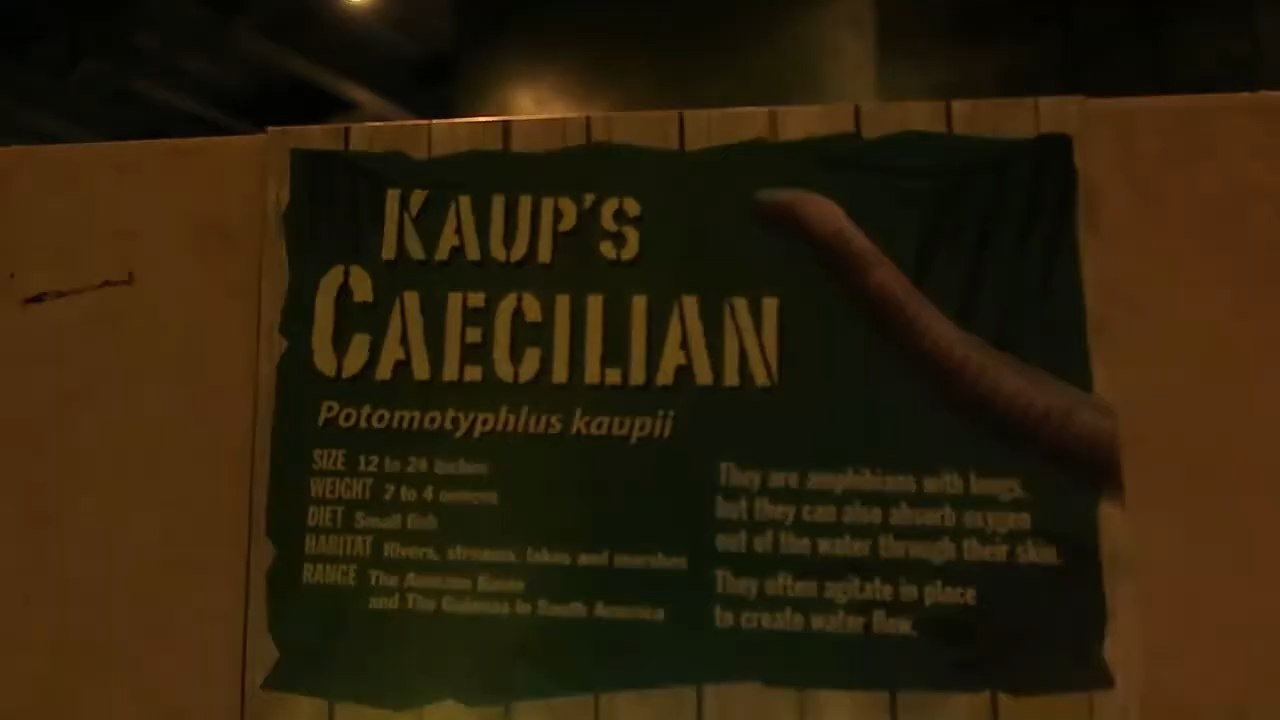 KAUP'S
CAECILIAN
Potomotyphlus kaupii
SIZE 12 to 24 inches
WEIGHT 2 to 4 ounces
DIET Small fish
HABITAT Rivers, streams, lakes and marshes
RANGE The Amazon Basin
and The Guianas in South America
They are amphibians with lungs,
but they can also absorb oxygen
out of the water through their skin.
They often agitate in place
to create water flow.